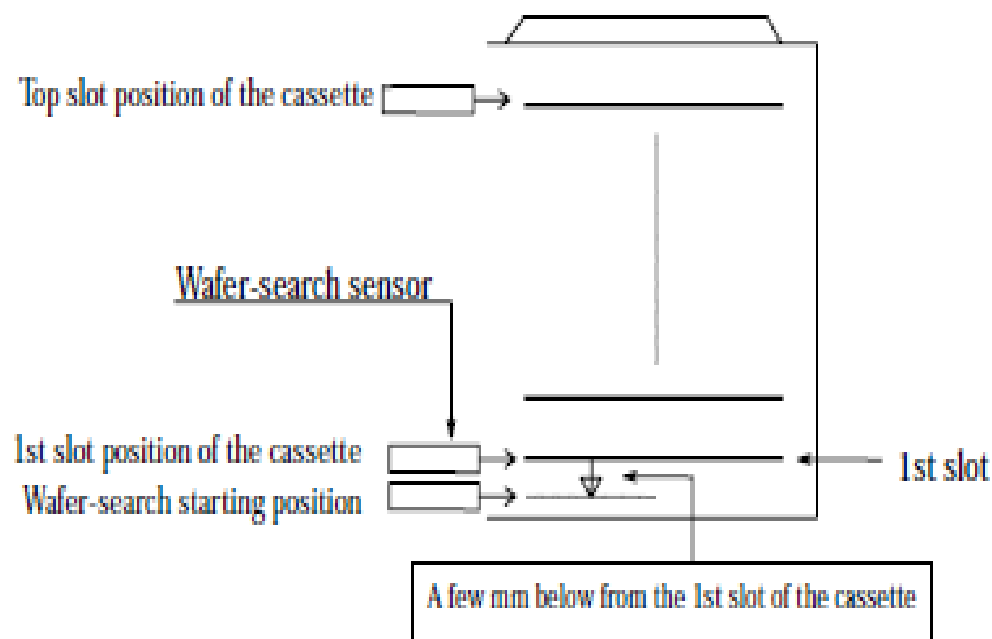 Top slot position of the cassette
Wafer-search sensor
1st slot position of the cassette
1st slot
Wafer-search starting position
A few mm below from the 1st slot of the cassette